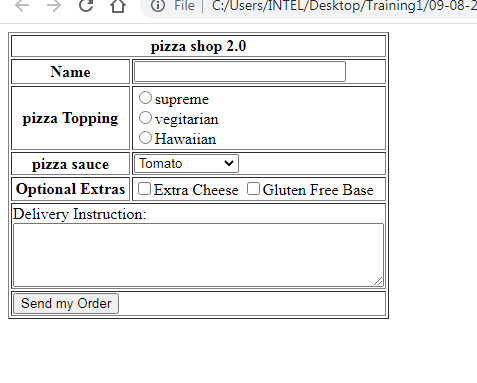 File | C:/Users/INTEL/Desktop/Training1/09-08-2
pizza shop 2.0
Name
pizza Topping
supreme
vegitarian
Hawaiian
pizza sauce Tomato
Optional Extras Extra Cheese Gluten Free Base
Delivery Instruction:
Send my Order